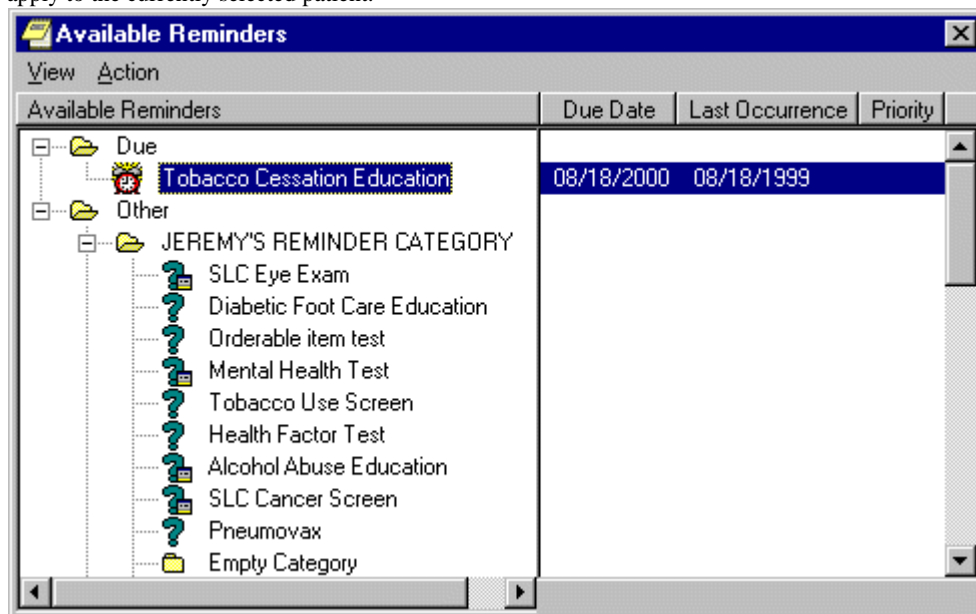 apply to the currently selected patient.
Available Reminders
View Action
Available Reminders Due Date Last Occurrence Priority
Due
Tobacco Cessation Education 08/18/2000 08/18/1999
Other
JEREMY'S REMINDER CATEGORY
SLC Eye Exam
Diabetic Foot Care Education
Orderable item test
Mental Health Test
Tobacco Use Screen
Health Factor Test
Alcohol Abuse Education
SLC Cancer Screen
Pneumovax
Empty Category